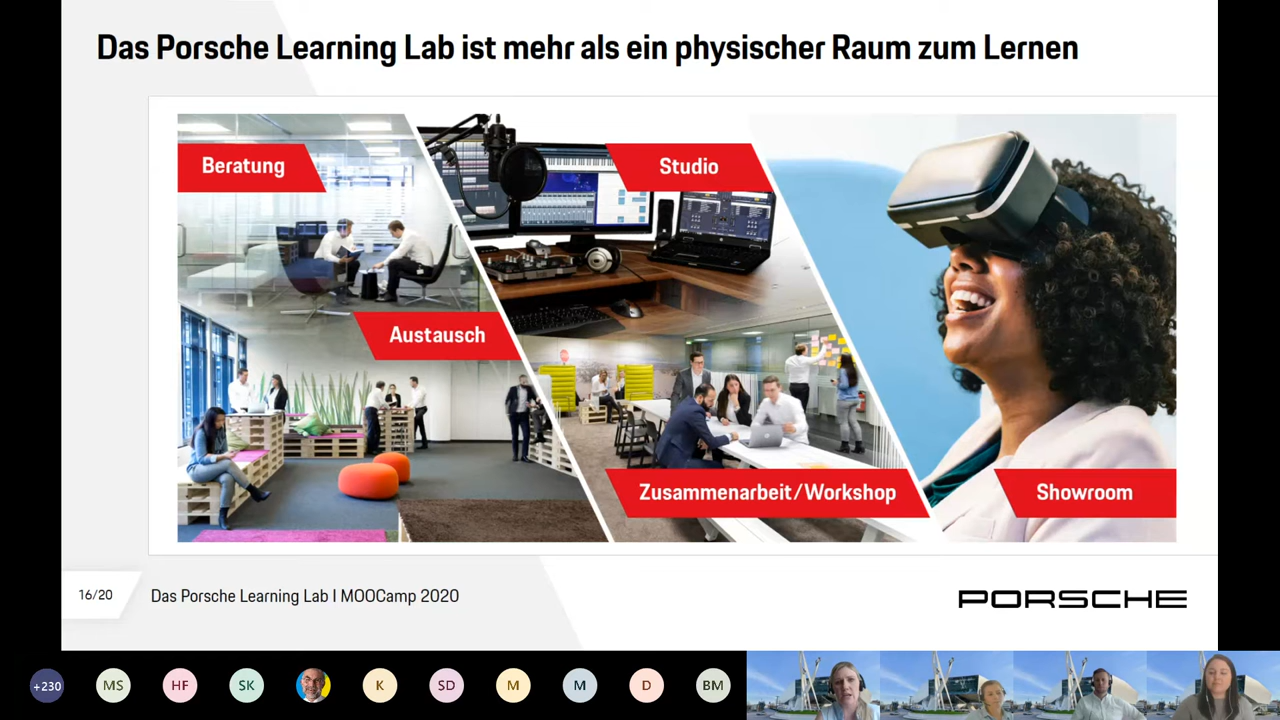 Das Porsche Learning Lab ist mehr als ein physischer Raum zum Lernen
Beratung
Studio
Austausch
Zusammenarbeit/Workshop
Showroom
16/20
Das Porsche Learning Lab I MOOCamp 2020
PORSCHE
+230
MS
HF
SK
K
SD
M
M
D
BM